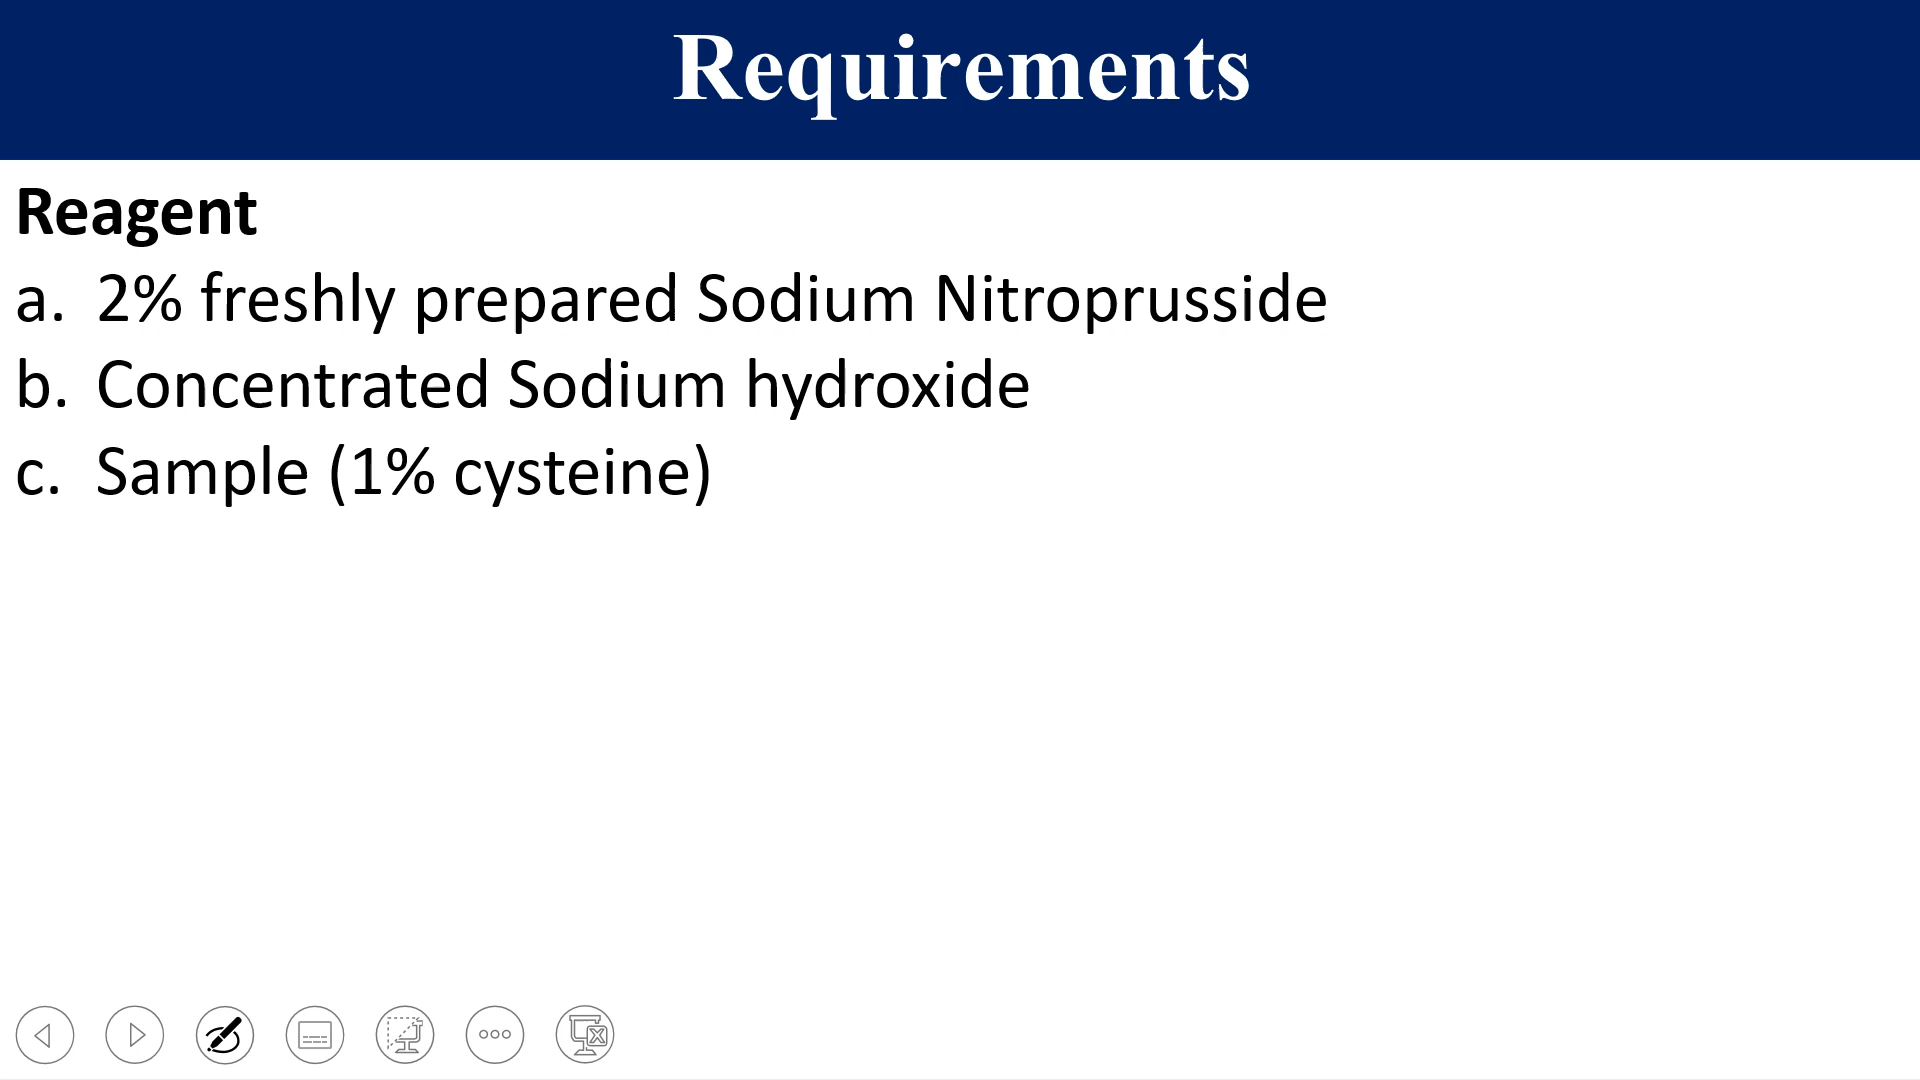 Requirements
Reagent
a. 2% freshly prepared Sodium Nitroprusside
b. Concentrated Sodium hydroxide
c. Sample (1% cysteine)